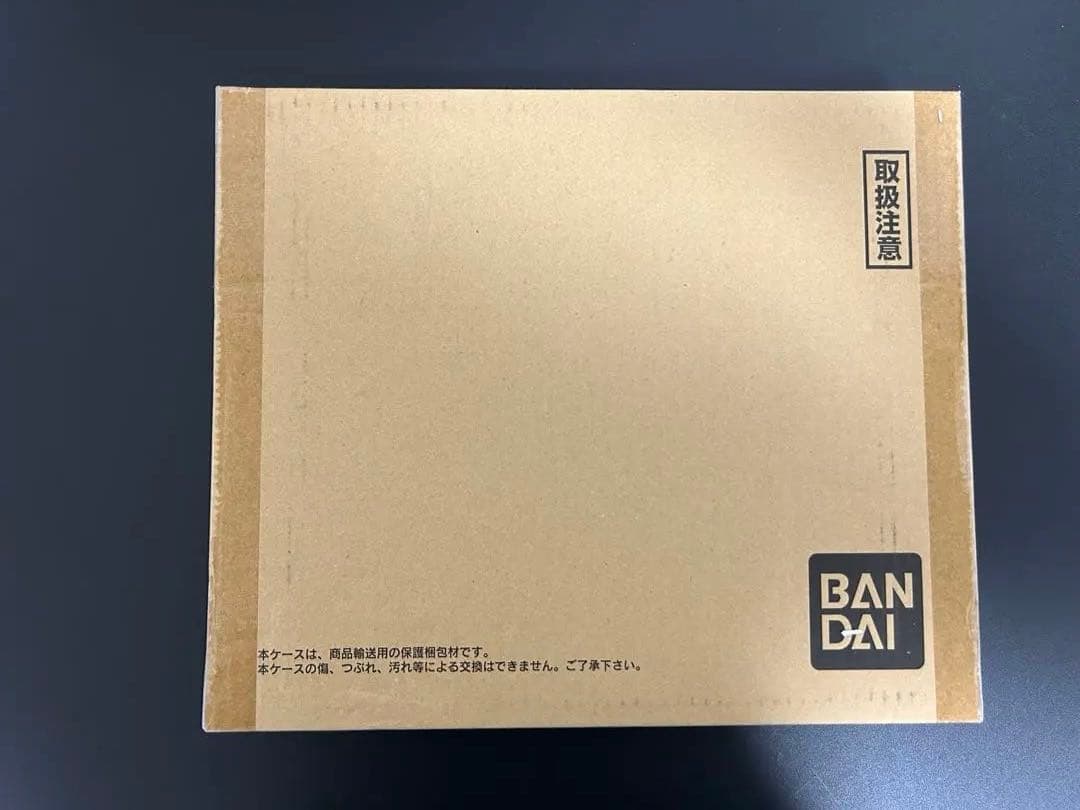 取扱注意
BAN
DAI
本ケースは、商品輸送用の保護梱包材です。
本ケースの傷、つぶれ、汚れ等による交換はできません。ご了承下さい。